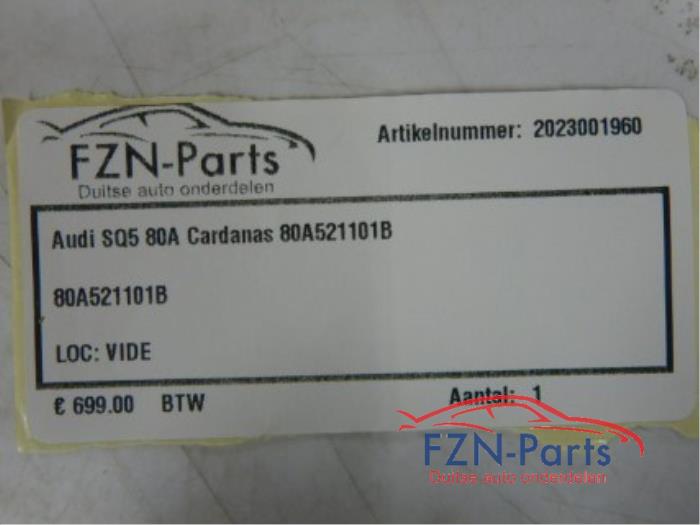 FZN-Parts
Duitse auto onderdelen
Artikelnummer: 2023001960
Audi SQ5 80A Cardanas 80A521101B
80A521101B
LOC: VIDE
€ 699.00 BTW
Aantal: 1
FZN-Parts
Duitse auto onderdelen